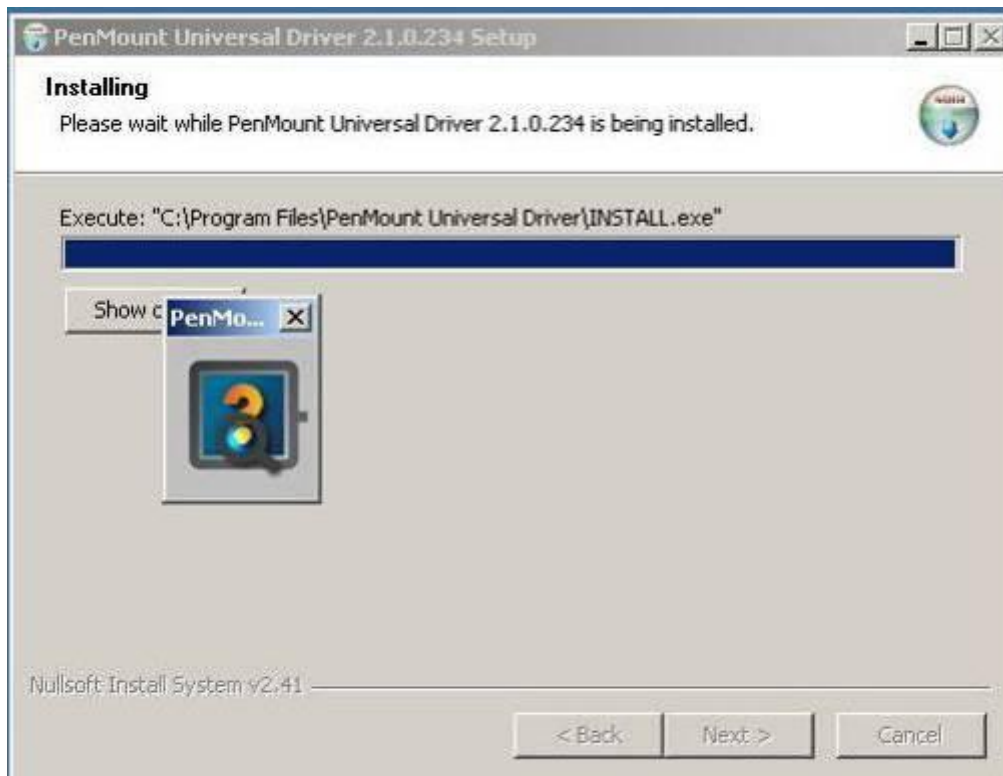 PenMount Universal Driver 2.1.0.234 Setup
Installing
Please wait while PenMount Universal Driver 2.1.0.234 is being installed.
Execute: "C:\Program Files\PenMount Universal Driver\INSTALL.exe"
Show
PenMo...
Nullsoft Install System v2.41
< Back
Next >
Cancel